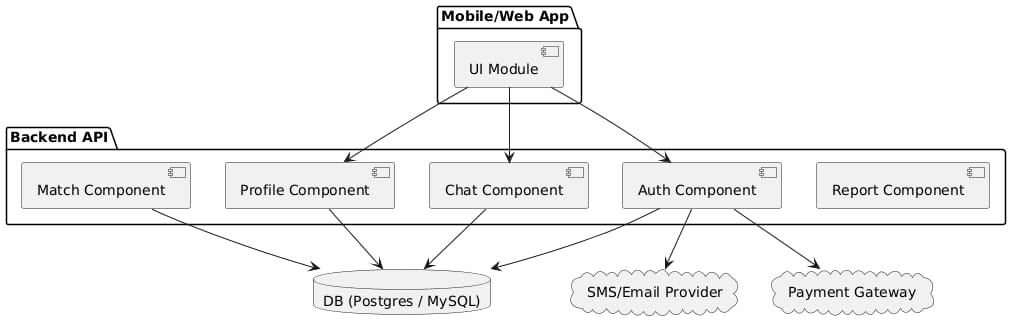 Mobile/Web App
UI Module
Backend API
Match Component
Profile Component
Chat Component
Auth Component
Report Component
DB (Postgres / MySQL)
SMS/Email Provider
Payment Gateway